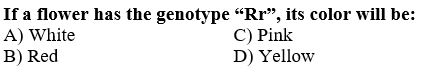 If a flower has the genotype “Rr”, its color will be:
A) White C) Pink
B) Red D) Yellow